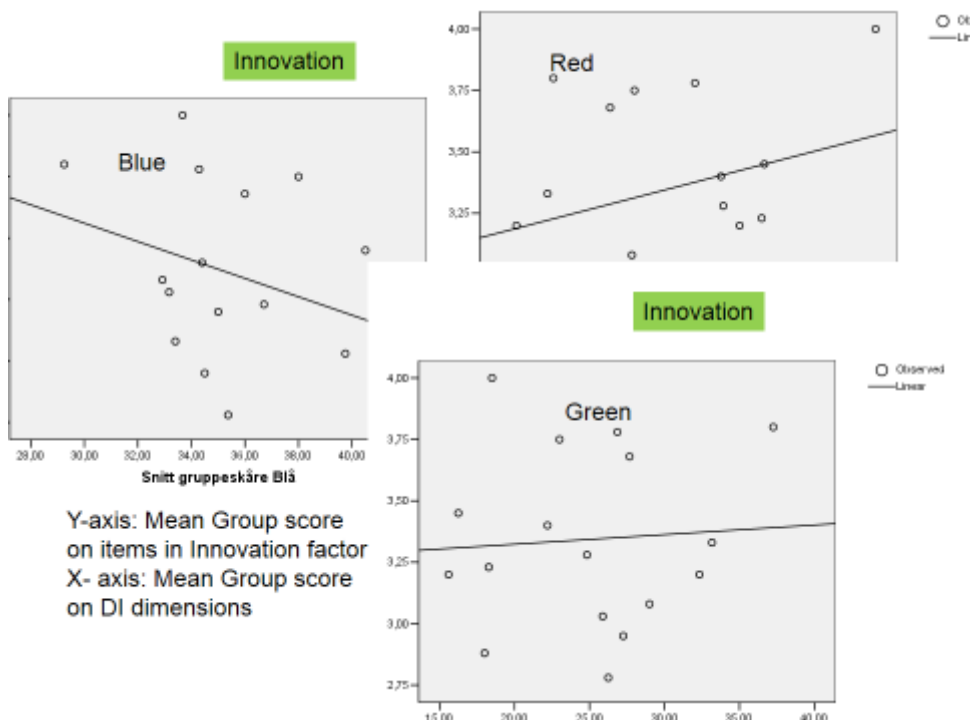 Innovation
Blue
28,00 30,00 32,00 34,00 36,00 38,00 40,00
Snitt gruppeskåre Blå
4,00
3,75
3,50
3,25
Red
Y-axis: Mean Group score
on items in Innovation factor
X- axis: Mean Group score
on DI dimensions
Innovation
4,00
3,75
3,50
3,25
3,00
2,75
Green
Observed
Linear
15,00 20,00 25,00 30,00 35,00 40,00